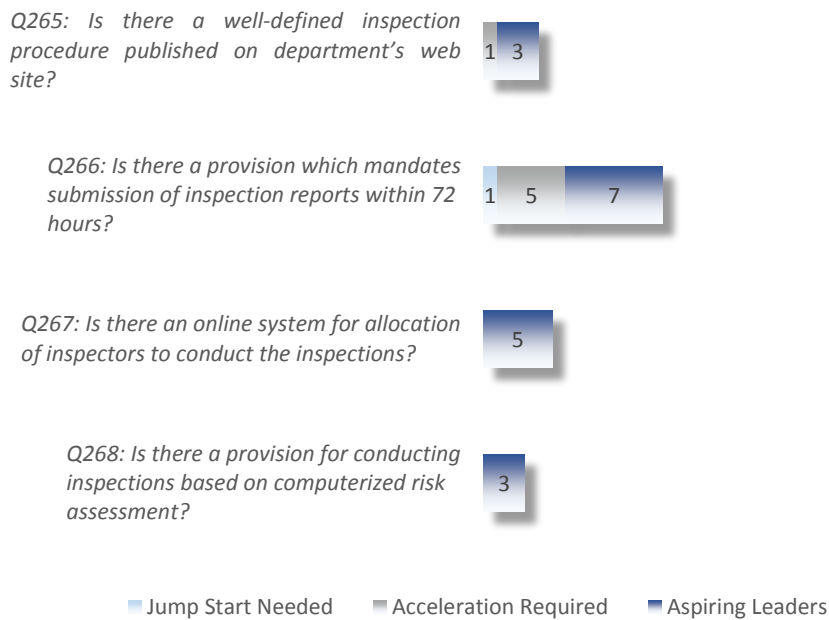 Q265: Is there a well-defined inspection
procedure published on department's web
site?
1 3
Q266: Is there a provision which mandates
submission of inspection reports within 72
hours?
1 5 7
Q267: Is there an online system for allocation
of inspectors to conduct the inspections?
5
Q268: Is there a provision for conducting
inspections based on computerized risk
assessment?
3
Jump Start Needed Acceleration Required Aspiring Leaders